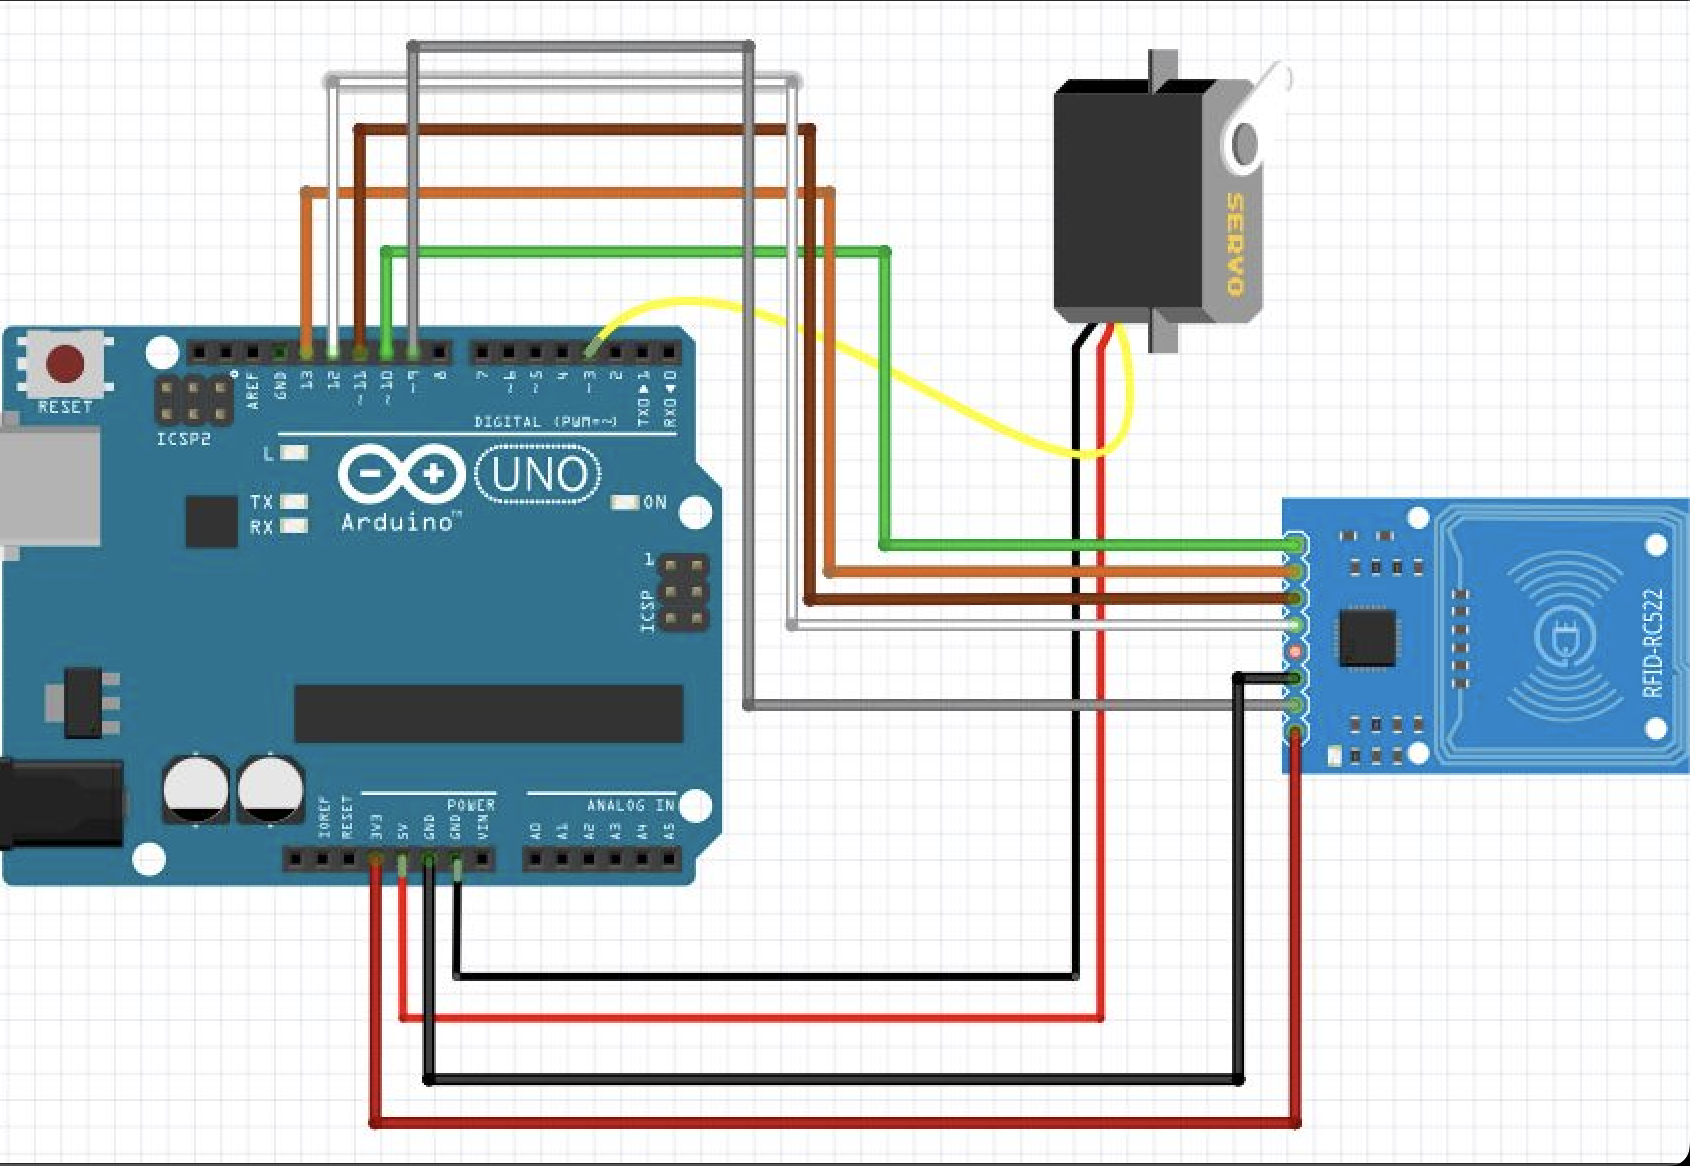 SERVO
RESET
ICSP2
AREF
GND
13
12
~11
~10
~9
8
7
~6
~5
4
~3
2
TX0▶1
RX0◀0
DIGITAL (PWM=~)
L
TX
RX
UNO
Arduino™
ON
1
ICSP
RFID-RC522
IOREF
RESET
3V3
5V
GND
GND
VIN
POWER
ANALOG IN
A0
A1
A2
A3
A4
A5